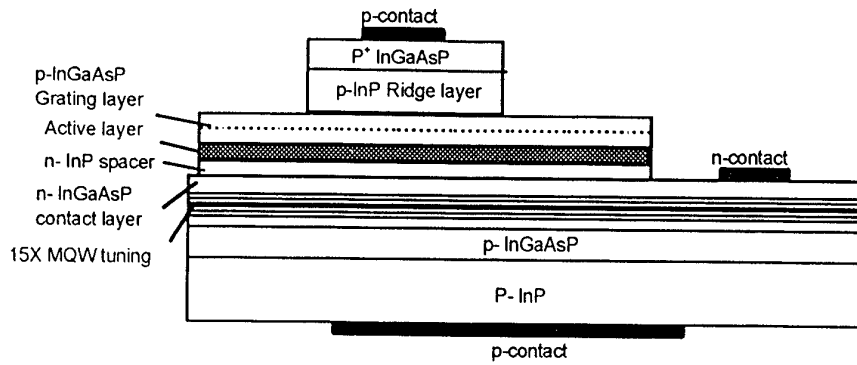 p-contact
P⁺ InGaAsP
p-InP Ridge layer
p-InGaAsP
Grating layer
Active layer
n- InP spacer
n- InGaAsP
contact layer
15X MQW tuning
n-contact
p- InGaAsP
P- InP
p-contact